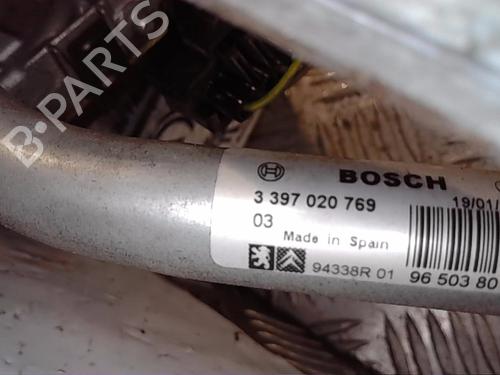 B-PARTS
BOSCH
3 397 020 769
19/01/
03
Made in Spain
94338R 01
96 503 80